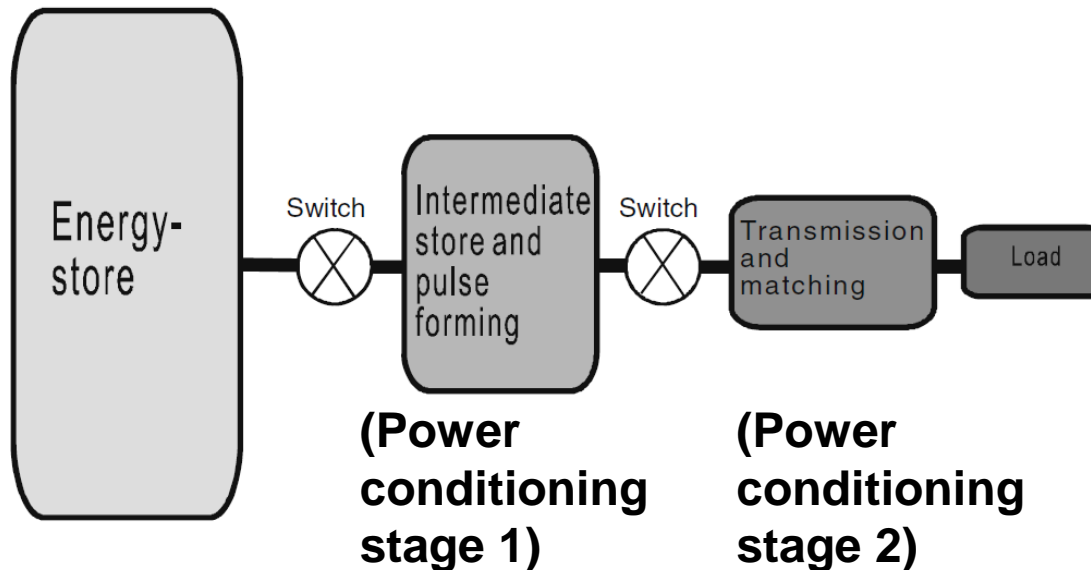 Energy-
store
Switch
Intermediate
store and
pulse
forming
Switch
Transmission
and
matching
Load
(Power
conditioning
stage 1)
(Power
conditioning
stage 2)